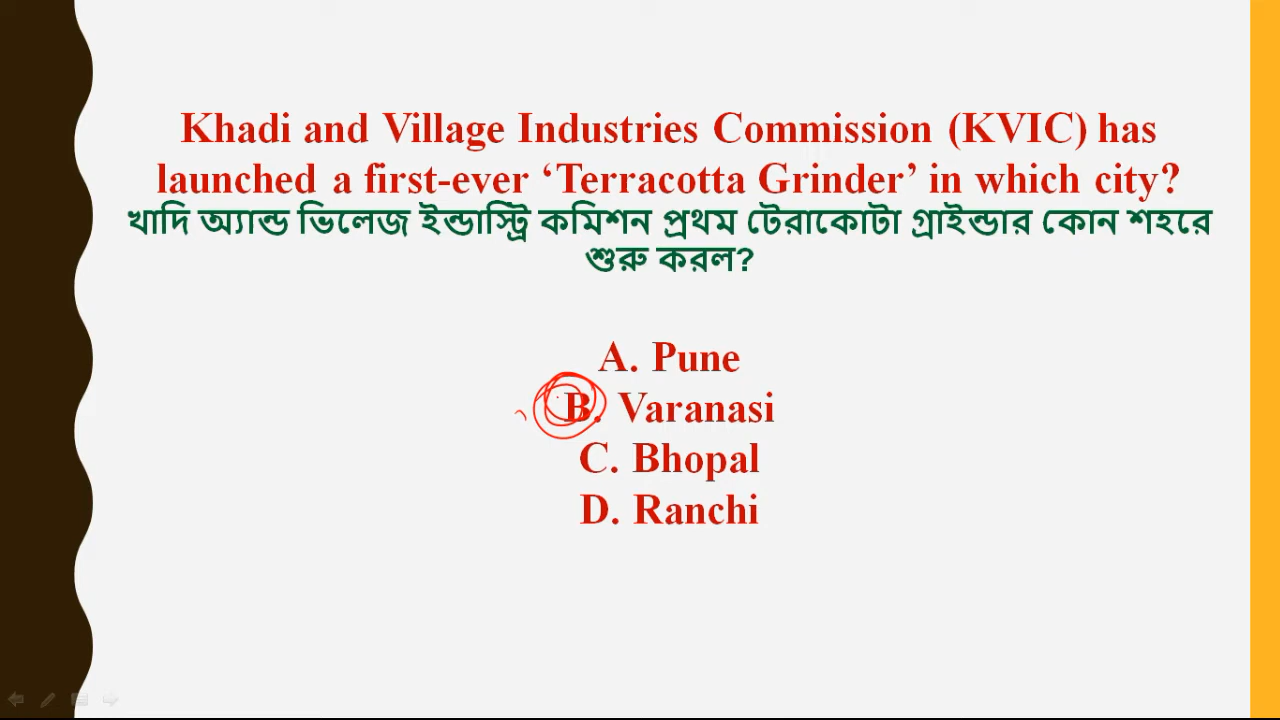 Khadi and Village Industries Commission (KVIC) has
launched a first-ever ‘Terracotta Grinder’ in which city?
খাদি অ্যান্ড ভিলেজ ইন্ডাস্ট্রি কমিশন প্রথম টেরাকোটা গ্রাইন্ডার কোন শহরে
শুরু করল?
A. Pune
B. Varanasi
C. Bhopal
D. Ranchi